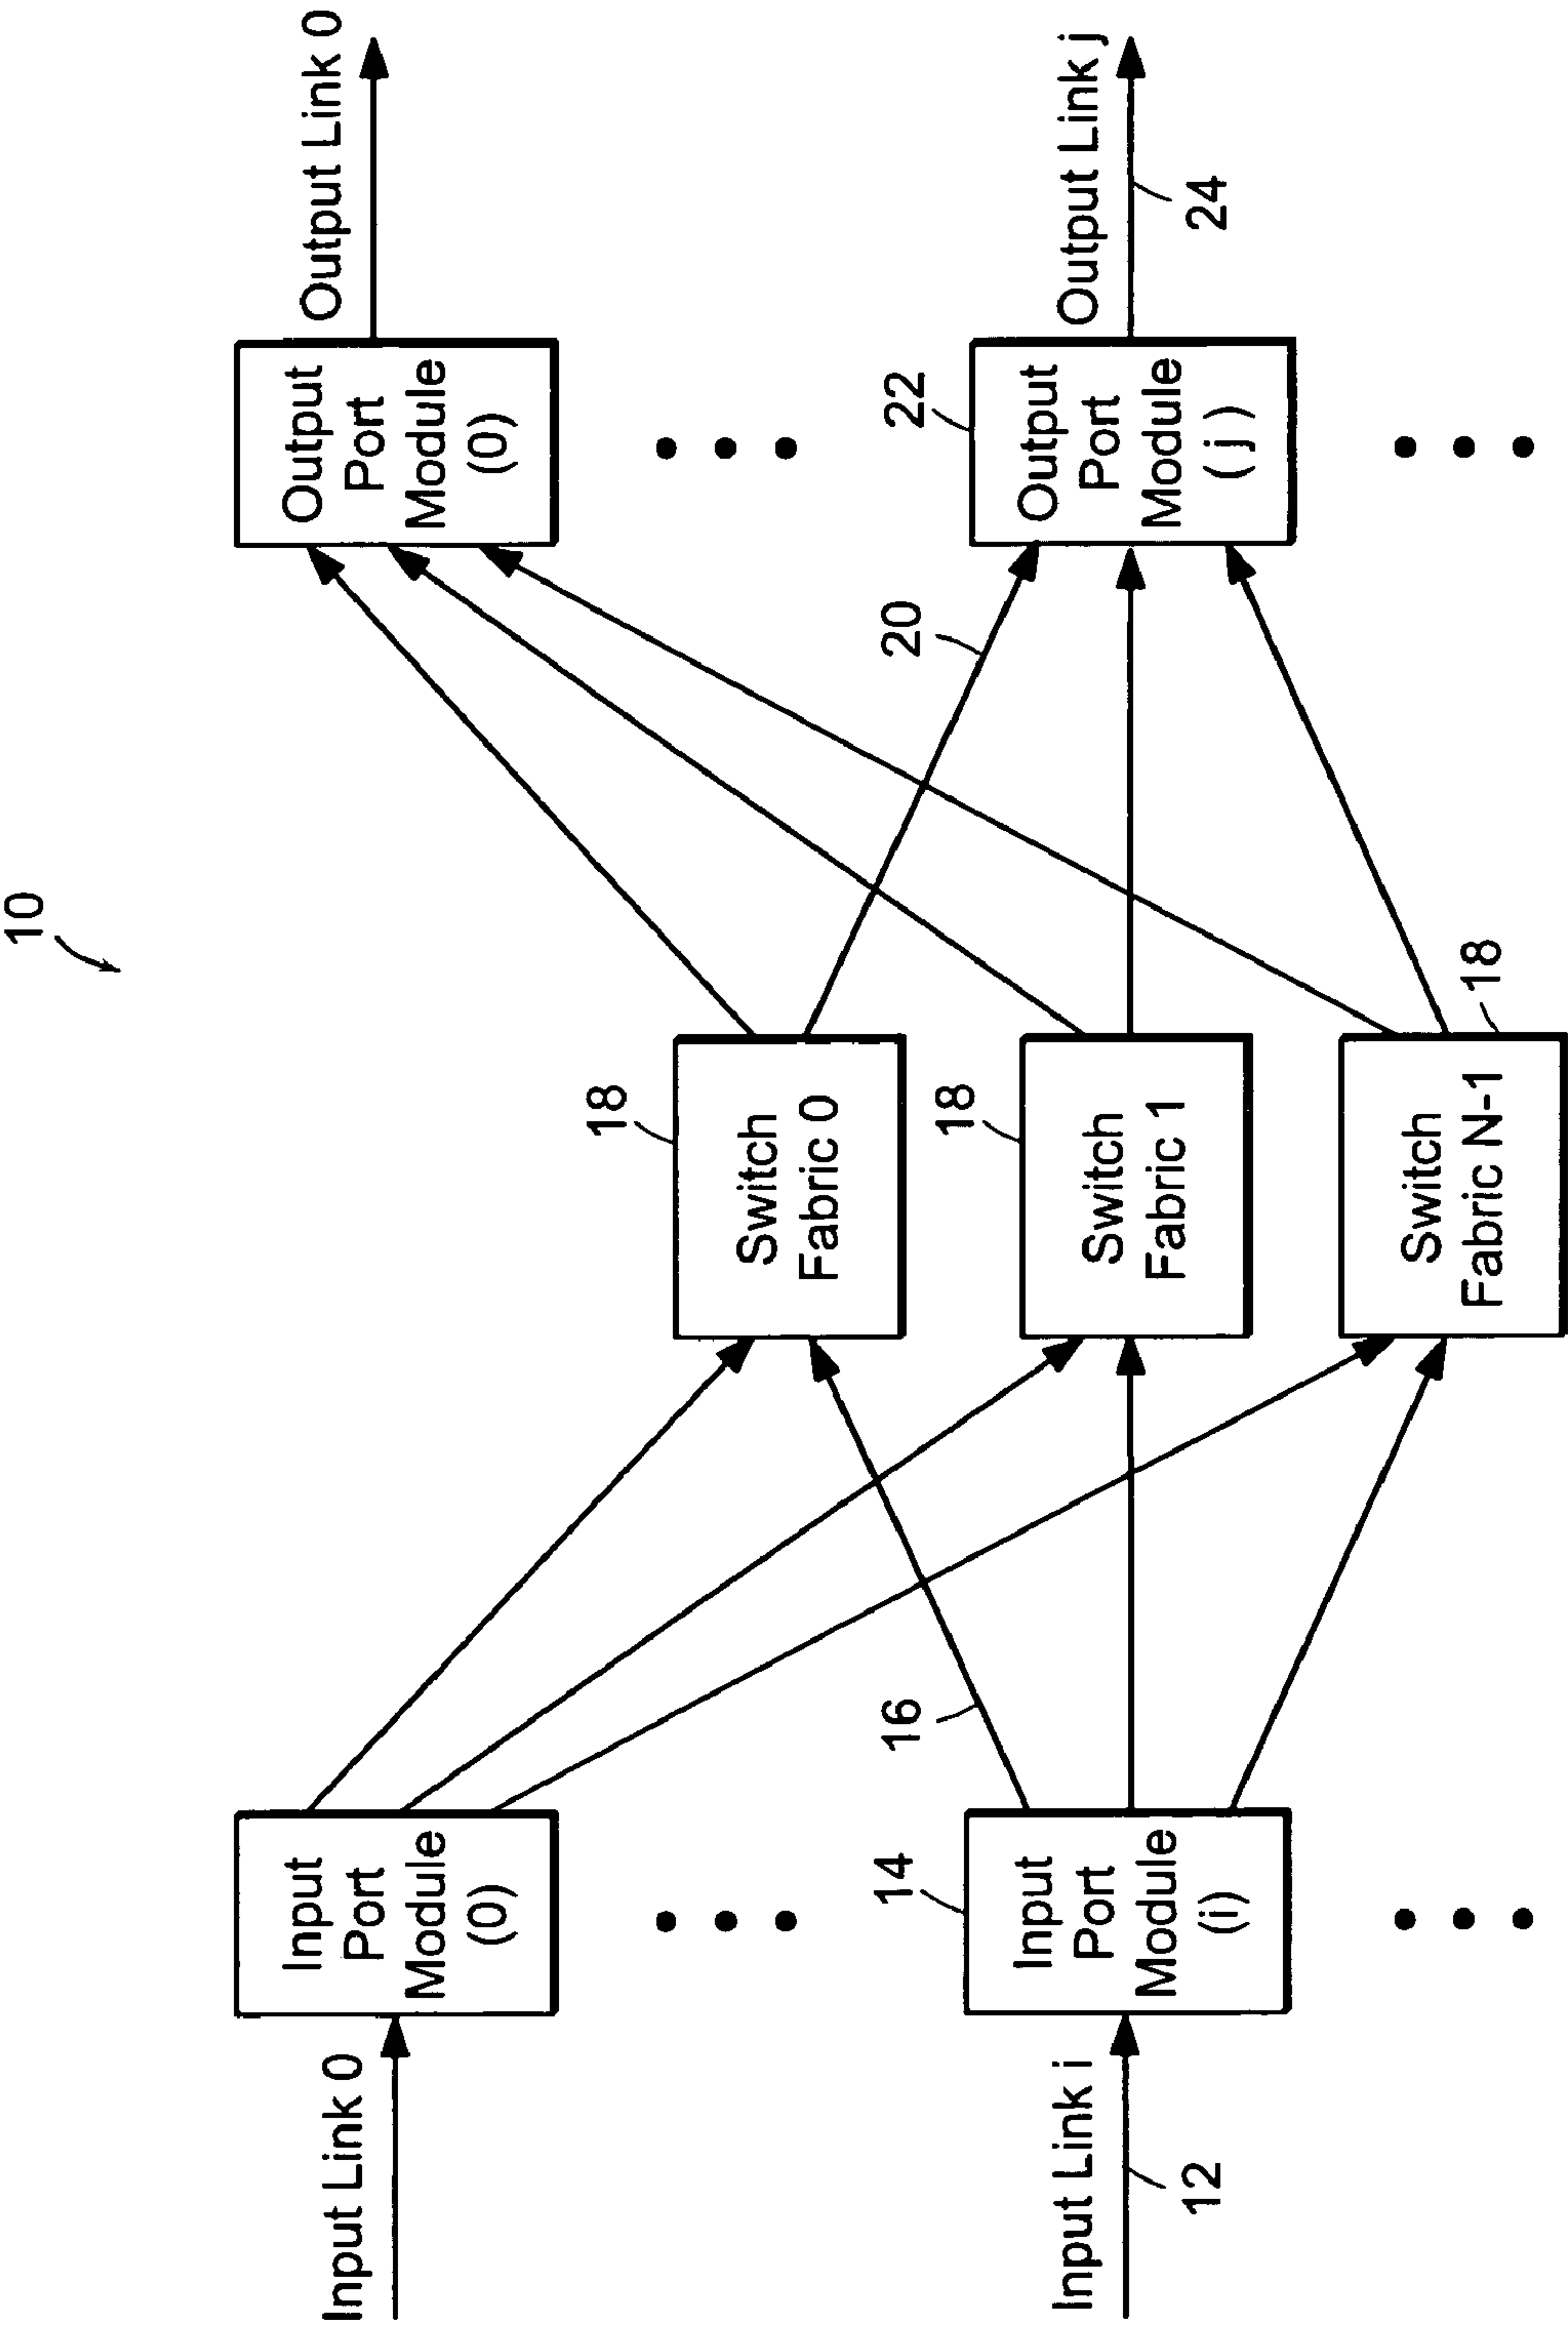 10
Input Link 0
Input
Port
Module
(0)
Output
Port
Module
(0)
Output Link 0
Input Link i
12
14
Input
Port
Module
(i)
16
18
Switch
Fabric 0
18
Switch
Fabric 1
18
Switch
Fabric N-1
20
22
Output
Port
Module
( j )
Output Link j
24